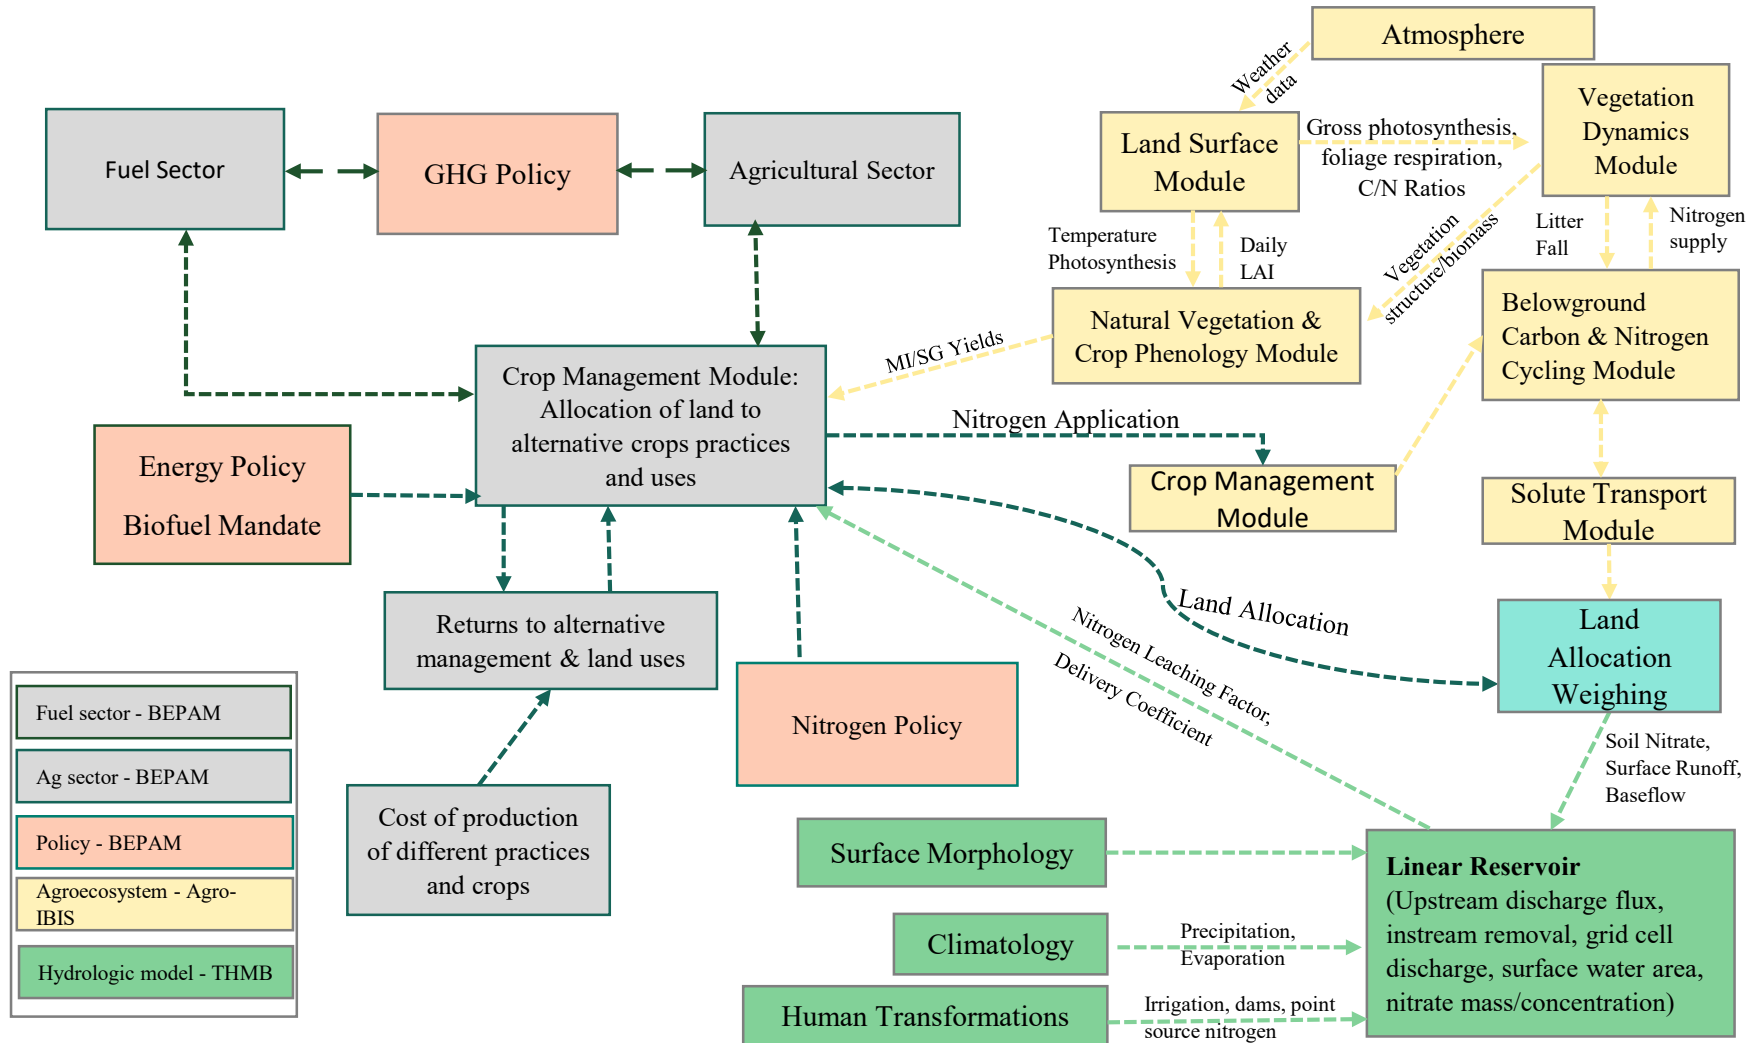 Atmosphere
Weather
data
Vegetation
Dynamics
Module
Land Surface
Module
Gross photosynthesis,
foliage respiration,
C/N Ratios
Fuel Sector
GHG Policy
Agricultural Sector
Temperature
Photosynthesis
Daily
LAI
Vegetation
structure/biomass
Litter
Fall
Nitrogen
supply
Natural Vegetation &
Crop Phenology Module
Belowground
Carbon & Nitrogen
Cycling Module
MI/SG Yields
Crop Management Module:
Allocation of land to
alternative crops practices
and uses
Nitrogen Application
Crop Management
Module
Solute Transport
Module
Energy Policy
Biofuel Mandate
Land Allocation
Land
Allocation
Weighing
Returns to alternative
management & land uses
Nitrogen Leaching Factor,
Delivery Coefficient
Nitrogen Policy
Soil Nitrate,
Surface Runoff,
Baseflow
Cost of production
of different practices
and crops
Fuel sector - BEPAM
Ag sector - BEPAM
Policy - BEPAM
Agroecosystem - Agro-
IBIS
Hydrologic model - THMB
Surface Morphology
Climatology
Precipitation,
Evaporation
Human Transformations
Irrigation, dams, point
source nitrogen
Linear Reservoir
(Upstream discharge flux,
instream removal, grid cell
discharge, surface water area,
nitrate mass/concentration)